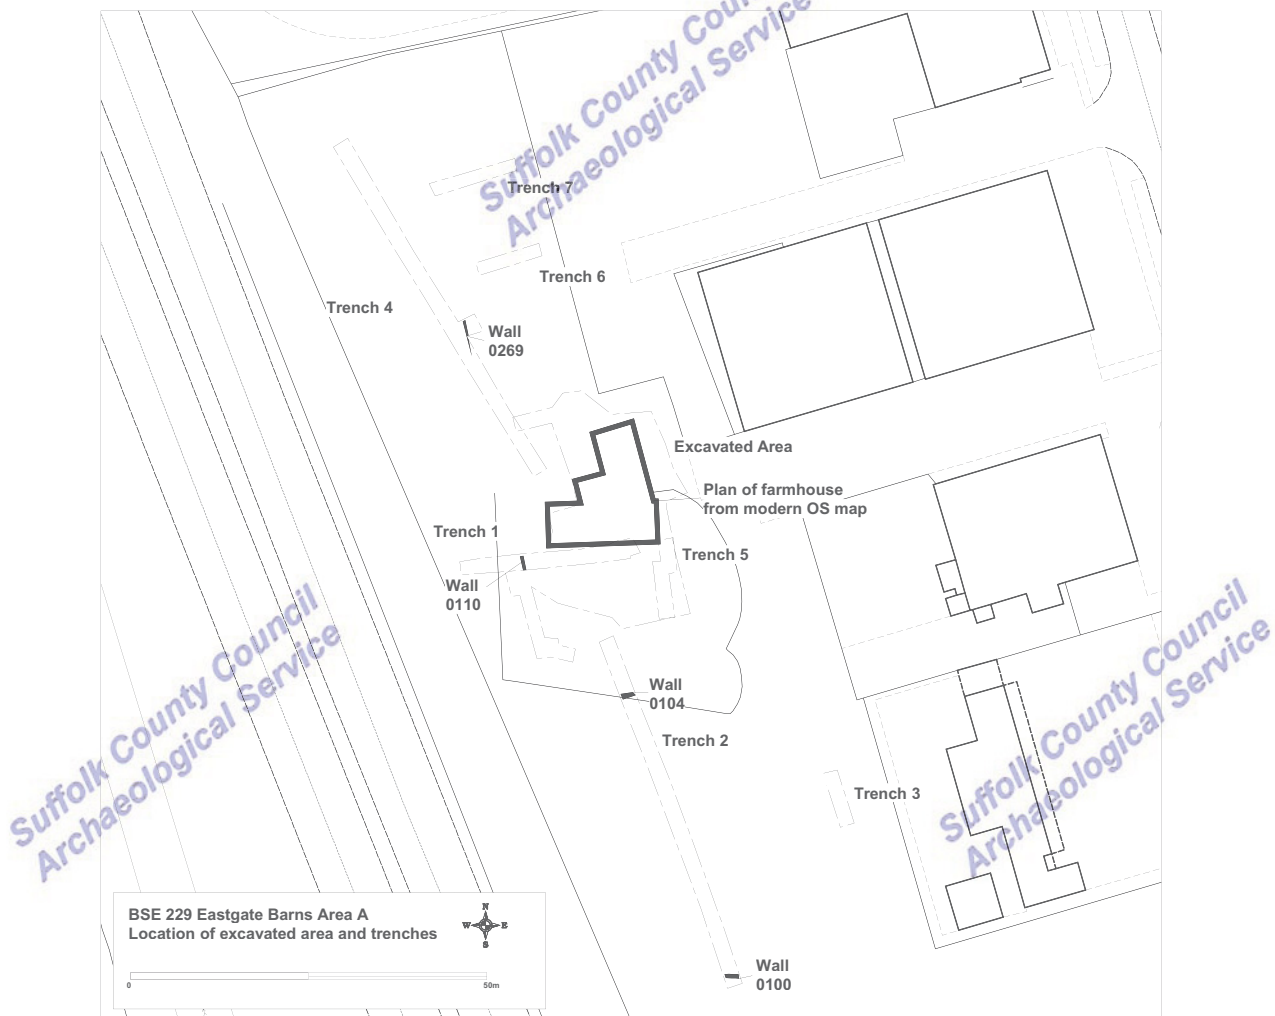 Suffolk County Council
Archaeological Service
Trench 7
Trench 6
Trench 4
Wall
0269
Excavated Area
Plan of farmhouse
from modern OS map
Trench 1
Trench 5
Wall
0110
Suffolk County Council
Archaeological Service
Suffolk County Council
Archaeological Service
Wall
0104
Trench 2
Trench 3
BSE 229 Eastgate Barns Area A
Location of excavated area and trenches
N
W E
S
0 50m
Wall
0100